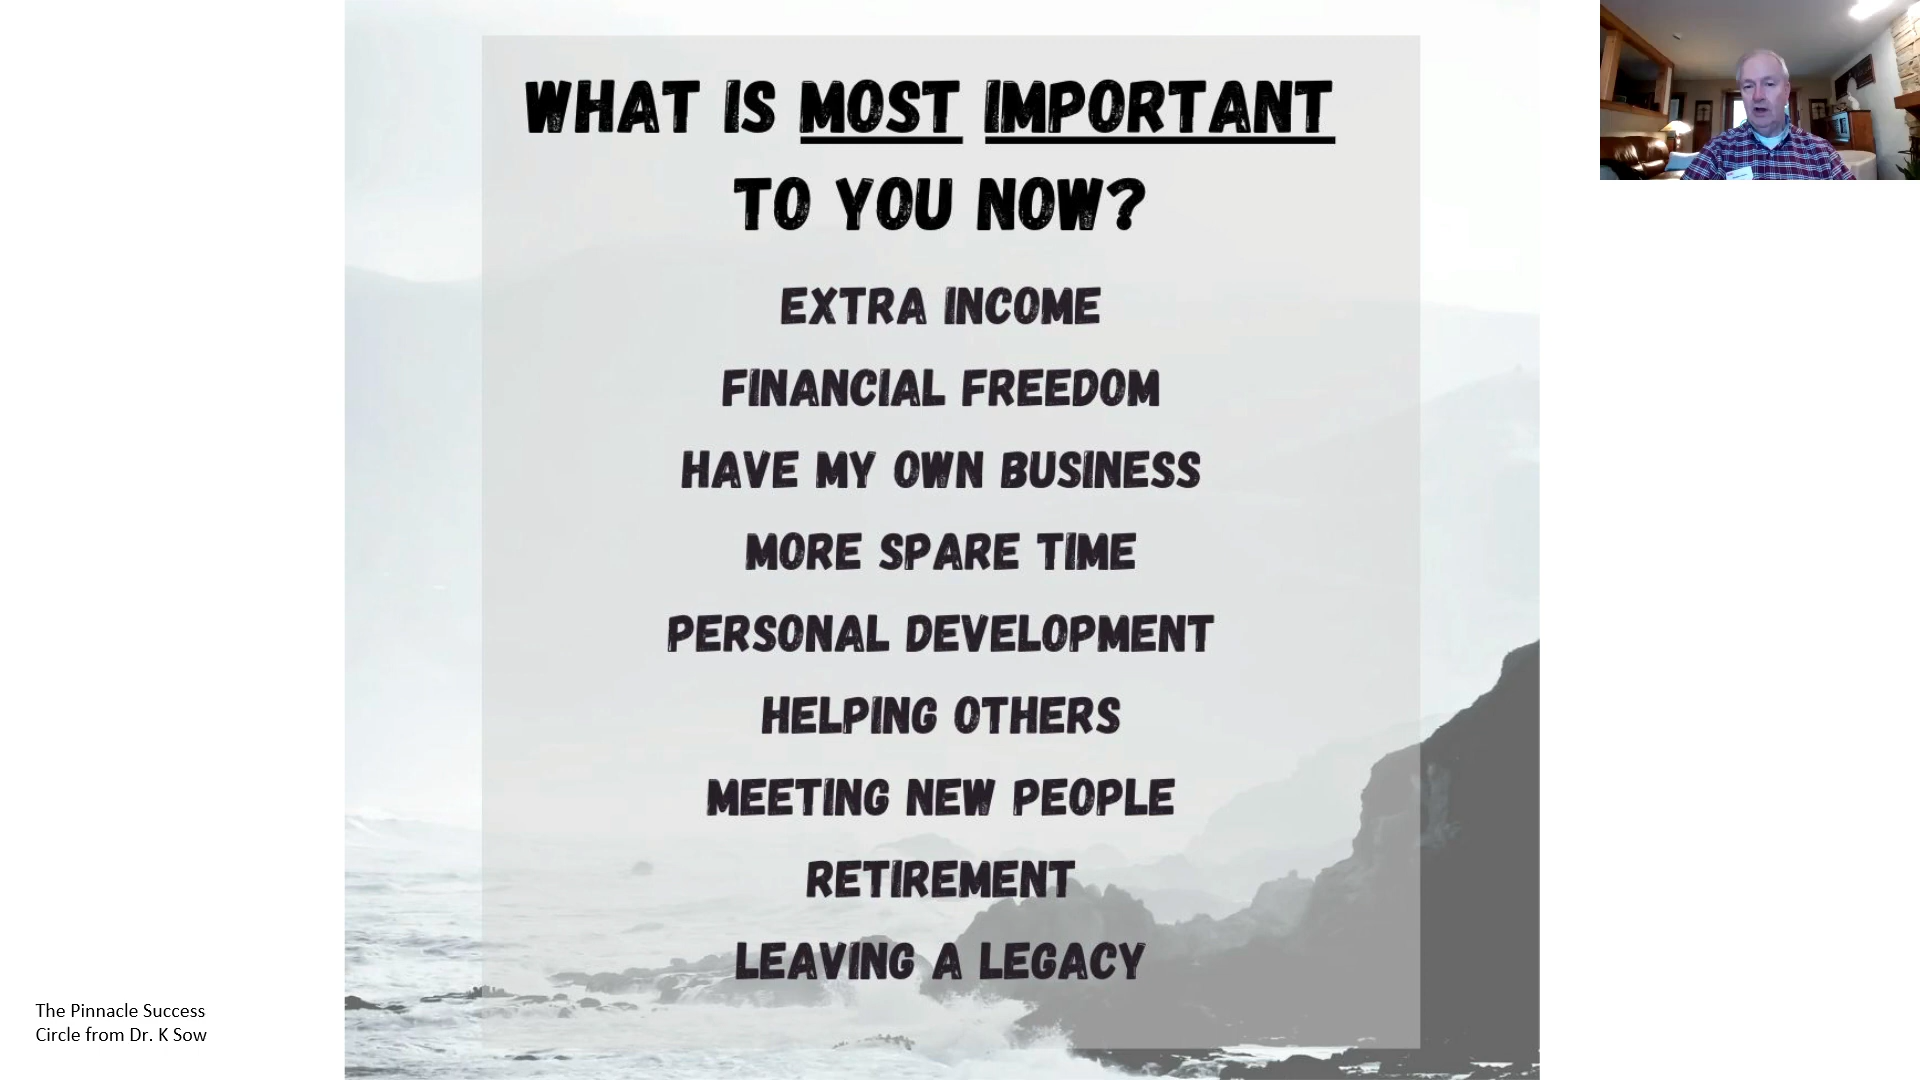 WHAT IS MOST IMPORTANT
TO YOU NOW?
EXTRA INCOME
FINANCIAL FREEDOM
HAVE MY OWN BUSINESS
MORE SPARE TIME
PERSONAL DEVELOPMENT
HELPING OTHERS
MEETING NEW PEOPLE
RETIREMENT
LEAVING A LEGACY
The Pinnacle Success
Circle from Dr. K Sow